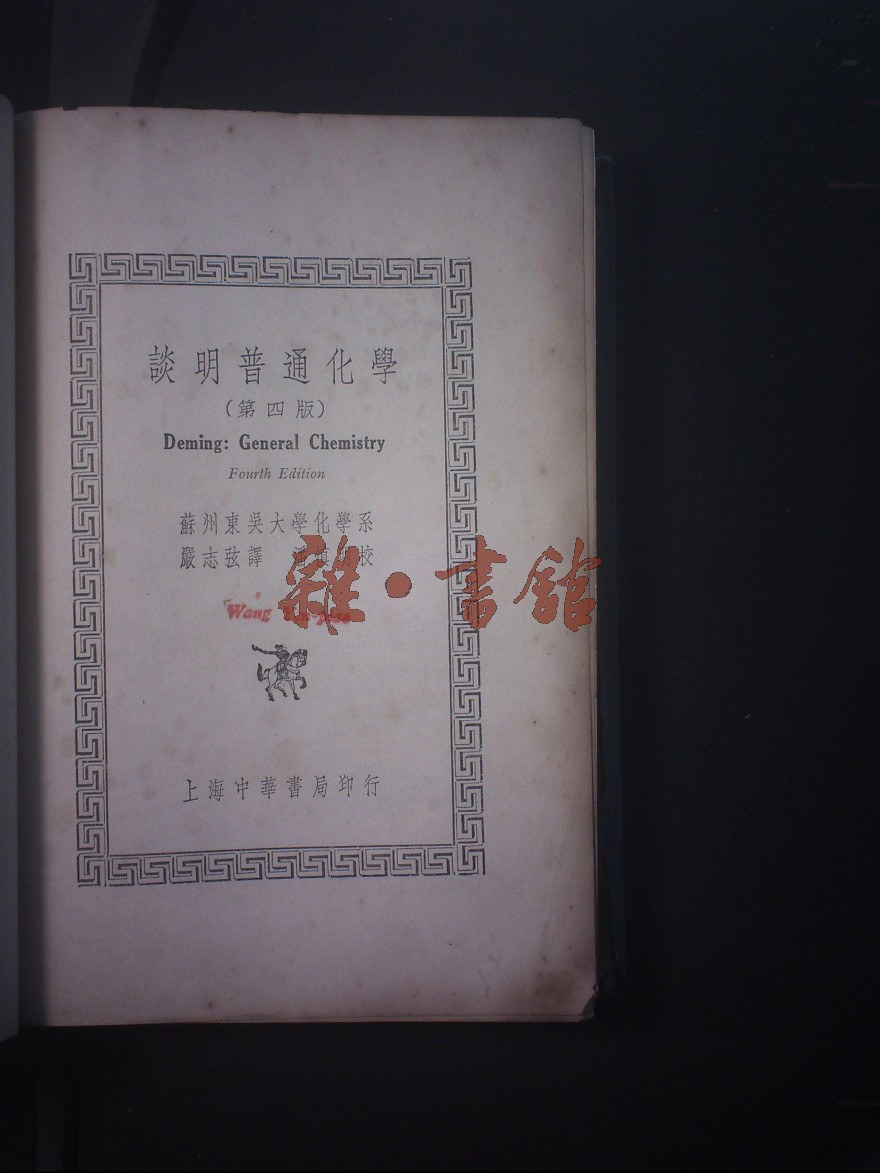 談明普通化學
（第四版）
Deming: General Chemistry
Fourth Edition
蘇州東吳大學化學系
嚴志弦譯 潘 校
Wang
雜·書館
上海中華書局印行